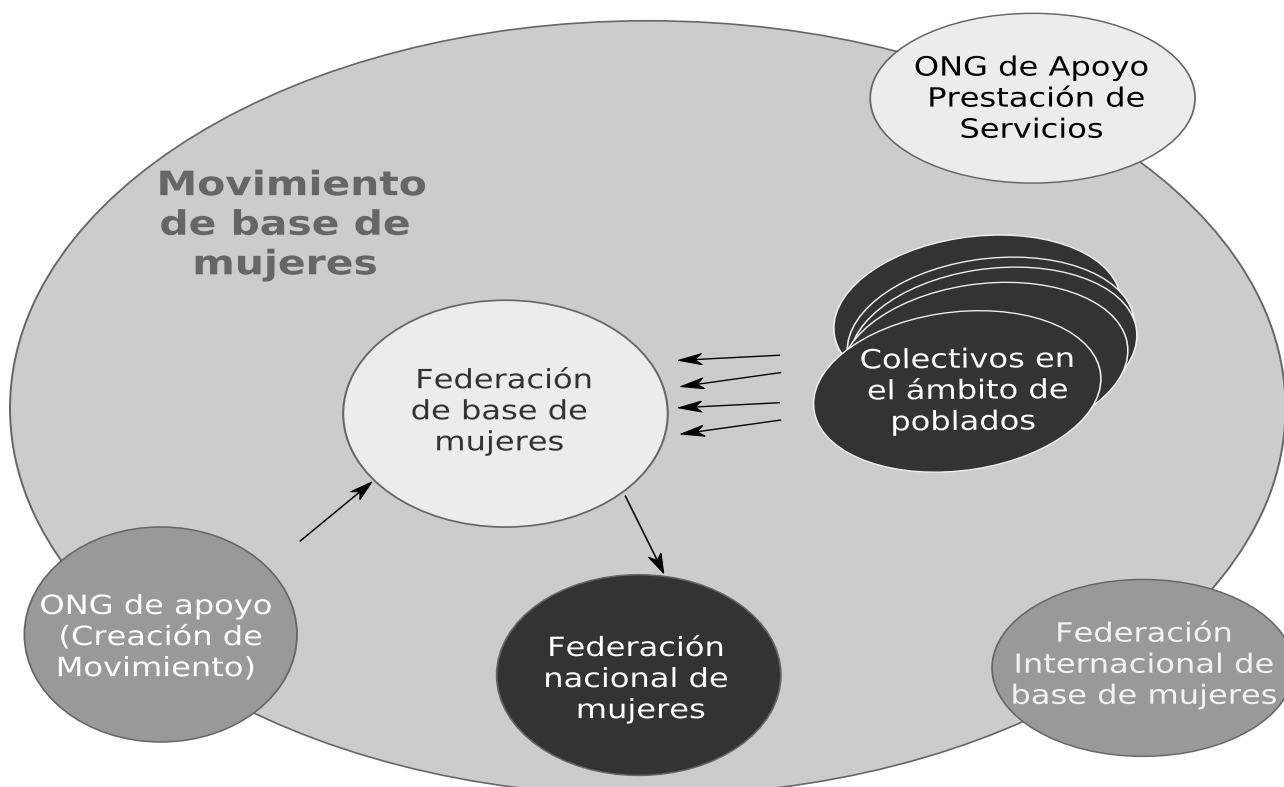 ONG de Apoyo
Prestación de
Servicios
Movimiento
de base de
mujeres
Colectivos en
el ámbito de
poblados
Federación
de base de
mujeres
ONG de apoyo
(Creación de
Movimiento)
Federación
nacional de
mujeres
Federación
Internacional de
base de mujeres